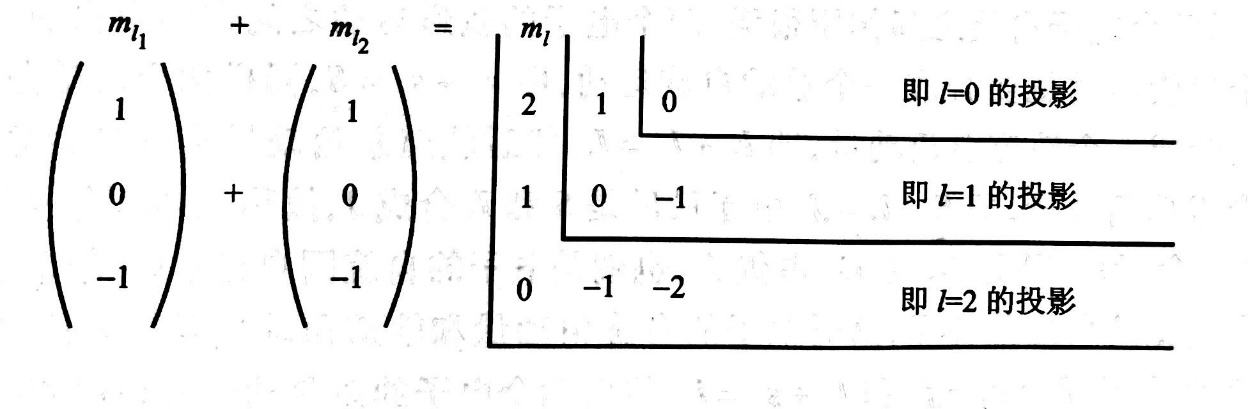 m_{l_1} + m_{l_2} = m_l
1 1 2 1 0 即 l=0 的投影
0 + 0 1 0 −1 即 l=1 的投影
−1 −1 0 −1 −2 即 l=2 的投影